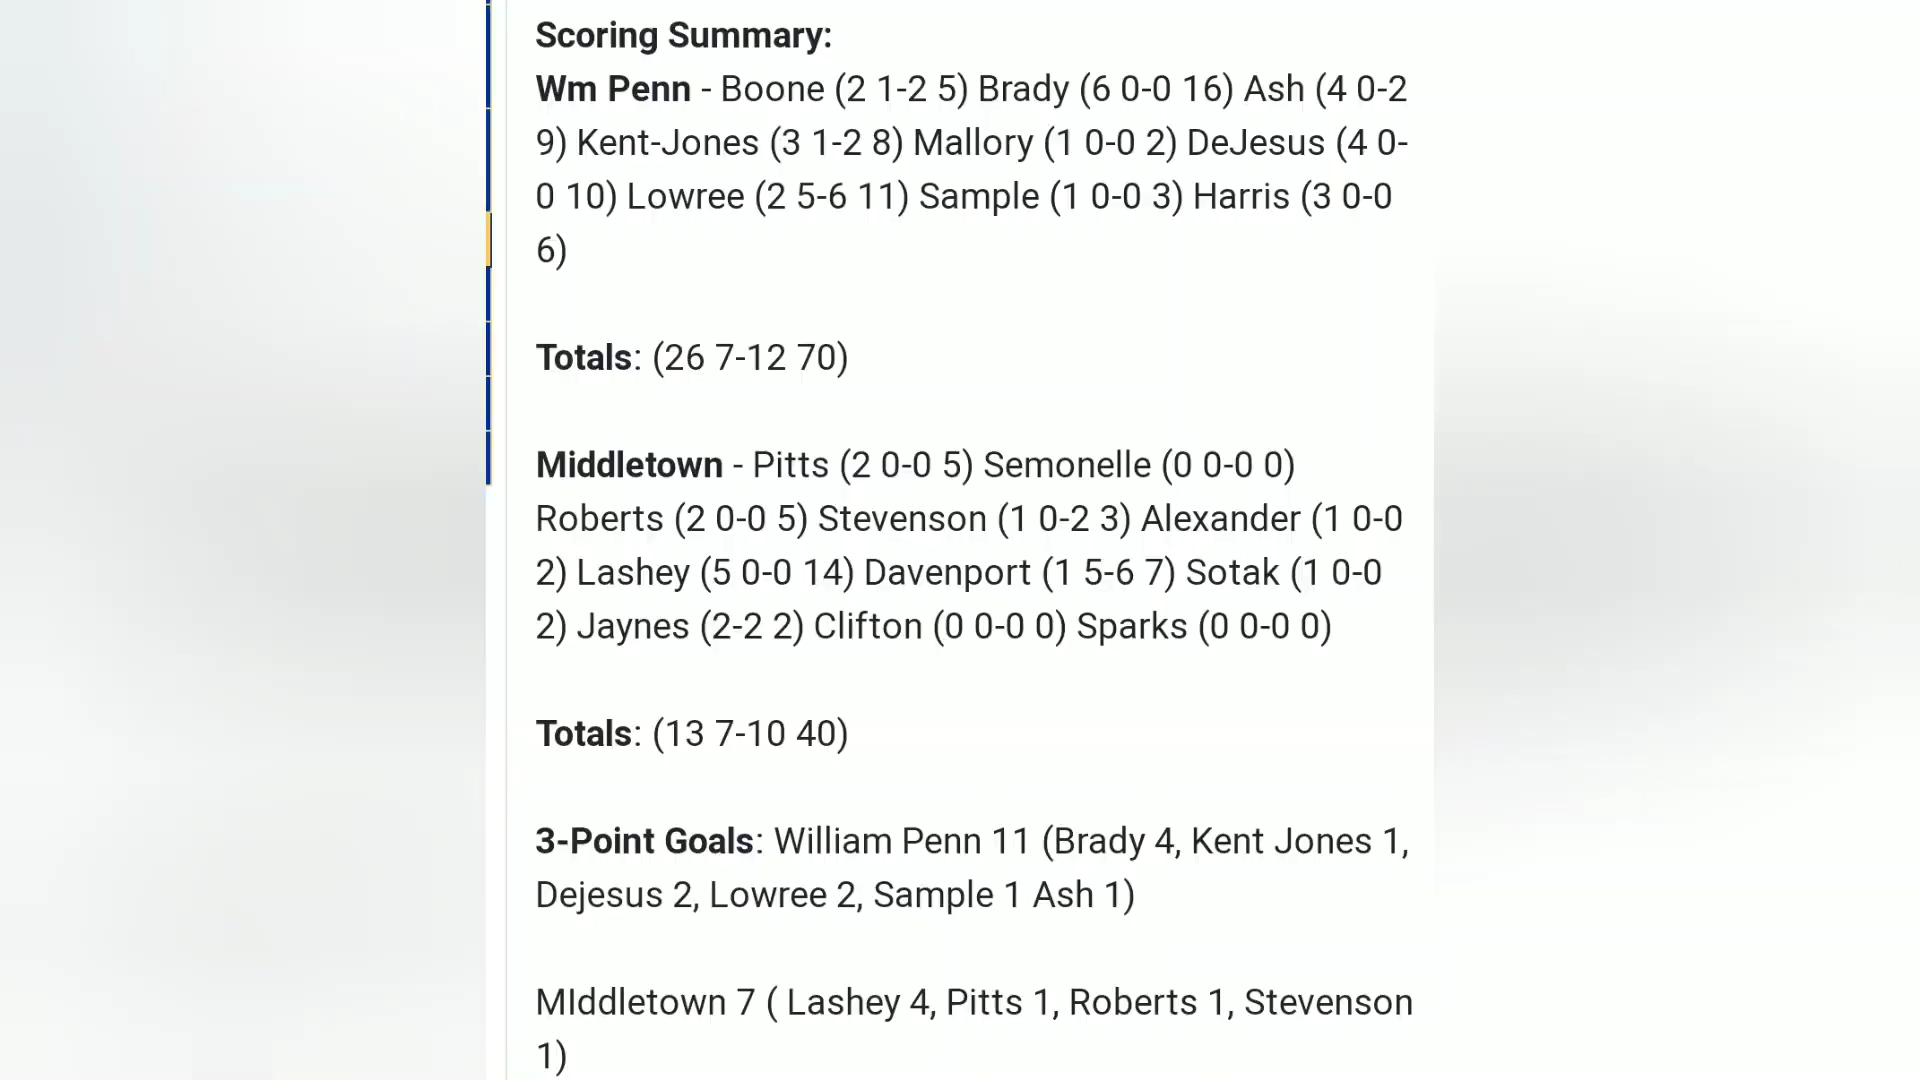 Scoring Summary:
Wm Penn - Boone (2 1-2 5) Brady (6 0-0 16) Ash (4 0-2
9) Kent-Jones (3 1-2 8) Mallory (1 0-0 2) DeJesus (4 0-
0 10) Lowree (2 5-6 11) Sample (1 0-0 3) Harris (3 0-0
6)
Totals: (26 7-12 70)
Middletown - Pitts (2 0-0 5) Semonelle (0 0-0 0)
Roberts (2 0-0 5) Stevenson (1 0-2 3) Alexander (1 0-0
2) Lashey (5 0-0 14) Davenport (1 5-6 7) Sotak (1 0-0
2) Jaynes (2-2 2) Clifton (0 0-0 0) Sparks (0 0-0 0)
Totals: (13 7-10 40)
3-Point Goals: William Penn 11 (Brady 4, Kent Jones 1,
Dejesus 2, Lowree 2, Sample 1 Ash 1)
MIddletown 7 ( Lashey 4, Pitts 1, Roberts 1, Stevenson
1)